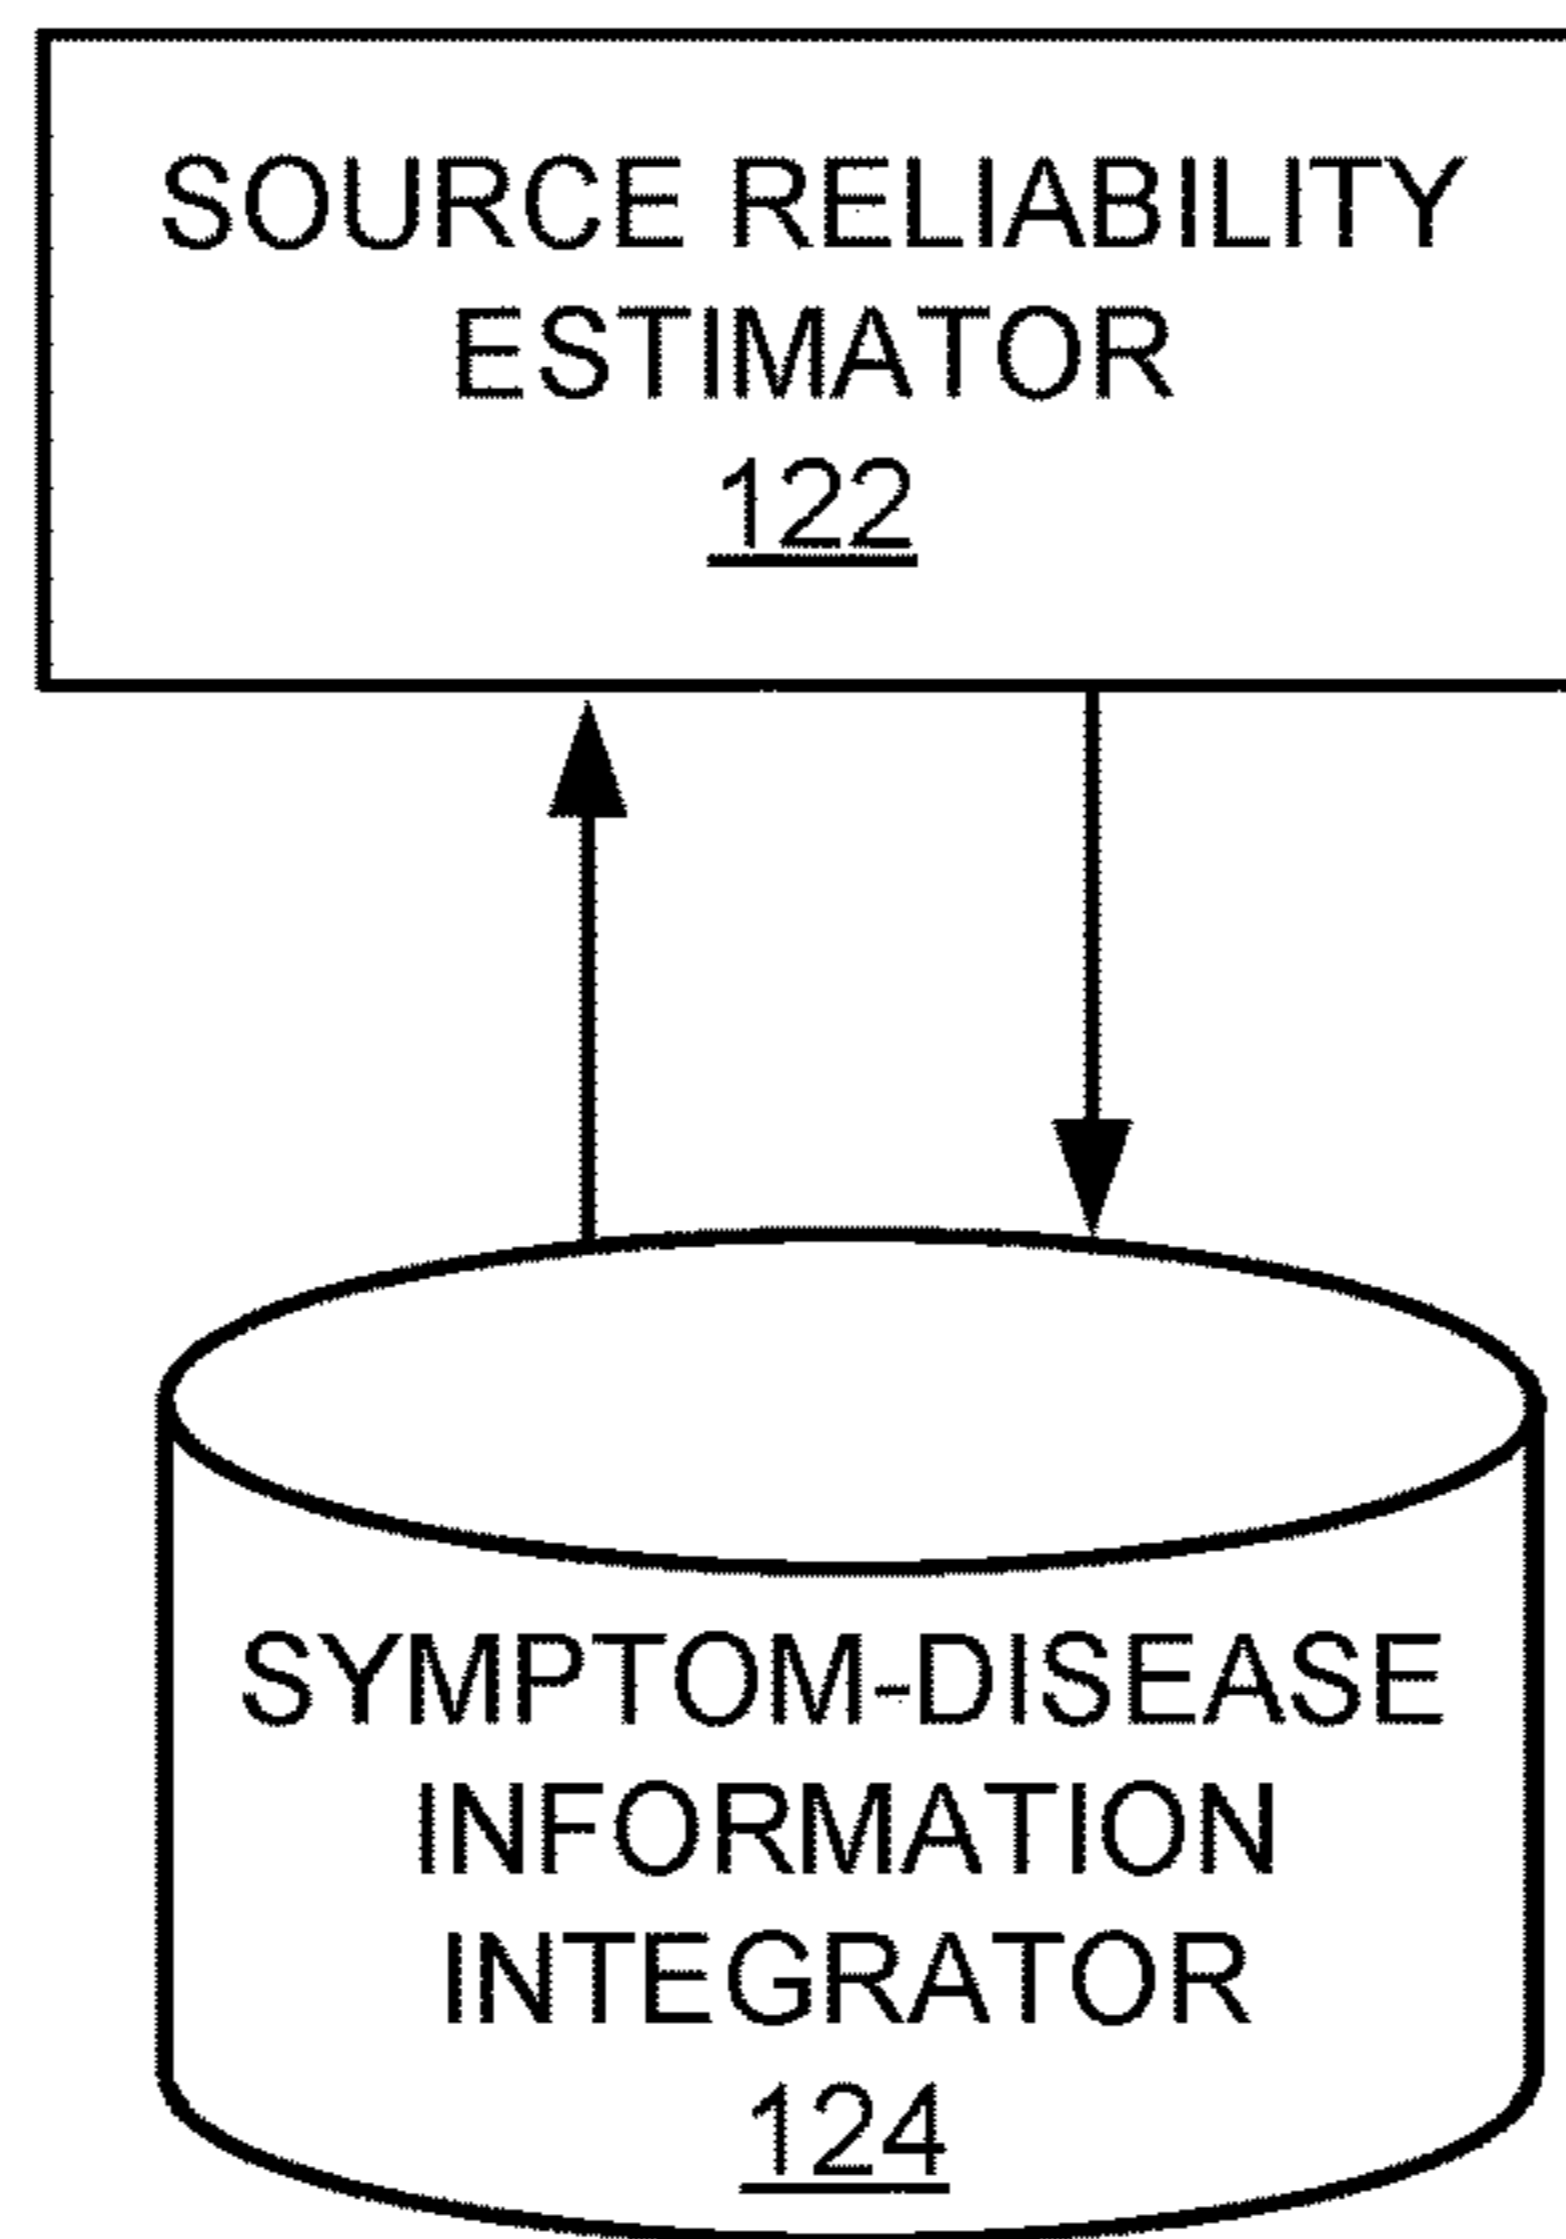 SOURCE RELIABILITY
ESTIMATOR
122
SYMPTOM-DISEASE
INFORMATION
INTEGRATOR
124